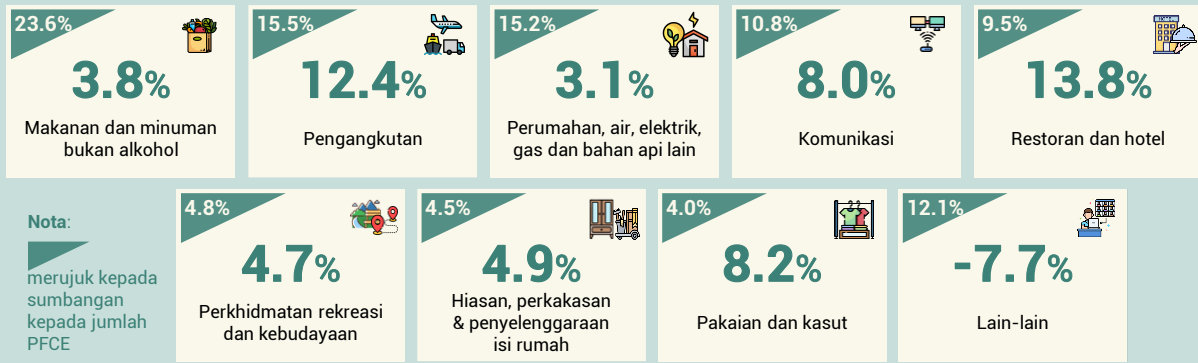 23.6%
3.8%
Makanan dan minuman
bukan alkohol
15.5%
12.4%
Pengangkutan
15.2%
3.1%
Perumahan, air, elektrik,
gas dan bahan api lain
10.8%
8.0%
Komunikasi
9.5%
13.8%
Restoran dan hotel
Nota:
merujuk kepada
sumbangan
kepada jumlah
PFCE
4.8%
4.7%
Perkhidmatan rekreasi
dan kebudayaan
4.5%
4.9%
Hiasan, perkakasan
& penyelenggaraan
isi rumah
4.0%
8.2%
Pakaian dan kasut
12.1%
-7.7%
Lain-lain